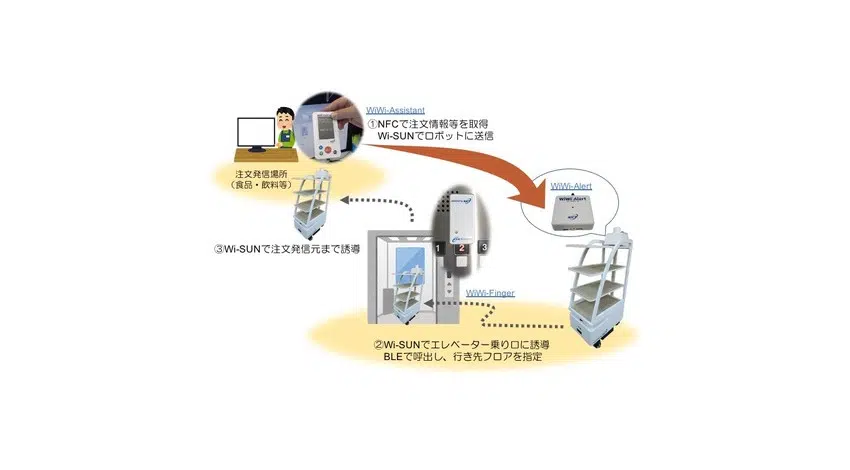 WiWi-Assistant
①NFCで注文情報等を取得
Wi-SUNでロボットに送信
注文発信場所
（食品・飲料等）
WiWi-Alert
WiWi Alert
③Wi-SUNで注文発信元まで誘導
1 2 3
WiWi-Finger
②Wi-SUNでエレベーター乗り口に誘導
BLEで呼出し、行き先フロアを指定